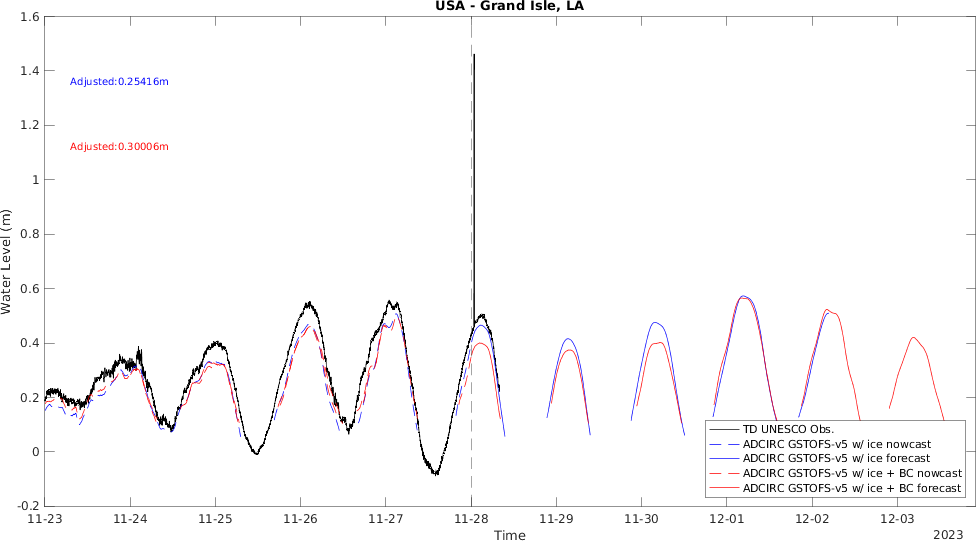 USA - Grand Isle, LA
1.6
1.4
1.2
1
0.8
0.6
0.4
0.2
0
-0.2
Water Level (m)
Adjusted:0.25416m
Adjusted:0.30006m
TD UNESCO Obs.
ADCIRC GSTOFS-v5 w/ ice nowcast
ADCIRC GSTOFS-v5 w/ ice forecast
ADCIRC GSTOFS-v5 w/ ice + BC nowcast
ADCIRC GSTOFS-v5 w/ ice + BC forecast
11-23 11-24 11-25 11-26 11-27 11-28 11-29 11-30 12-01 12-02 12-03
Time
2023